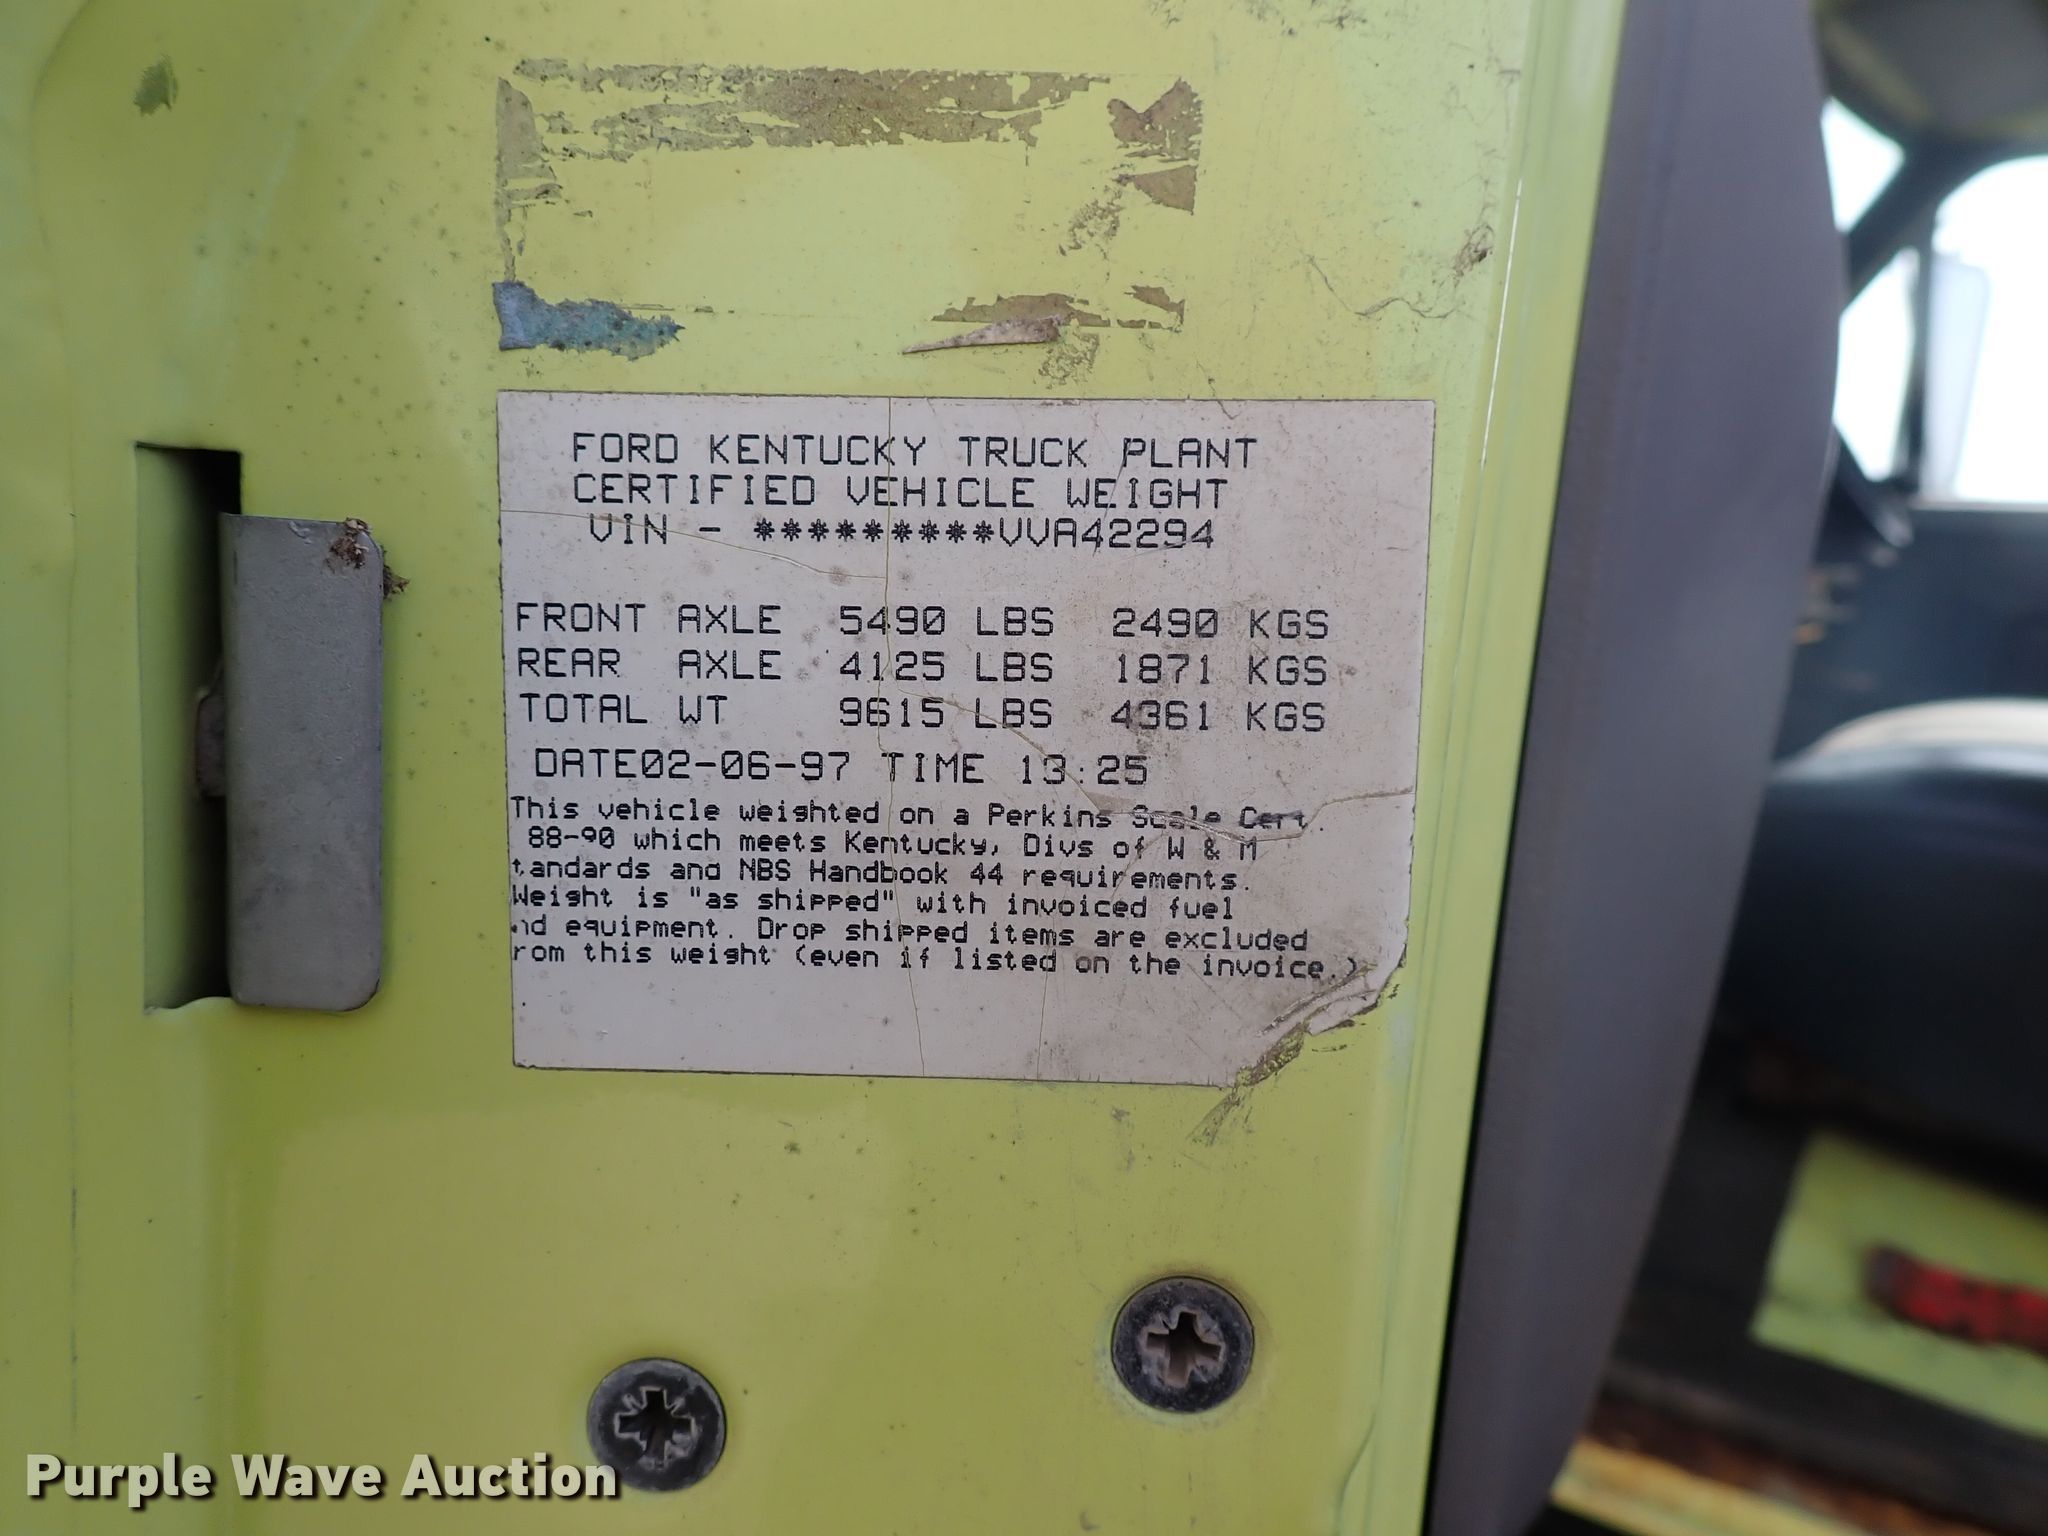 FORD KENTUCKY TRUCK PLANT
CERTIFIED VEHICLE WEIGHT
VIN - *********VVA42294
FRONT AXLE 5490 LBS 2490 KGS
REAR AXLE 4125 LBS 1871 KGS
TOTAL WT 9615 LBS 4361 KGS
DATE02-06-97 TIME 13:25
This vehicle weighted on a Perkins Scale Cert.
88-90 which meets Kentucky, Divs of W & M
tandards and NBS Handbook 44 requirements.
Weight is "as shipped" with invoiced fuel
nd equipment. Drop shipped items are excluded
rom this weight (even if listed on the invoice.)
Purple Wave Auction